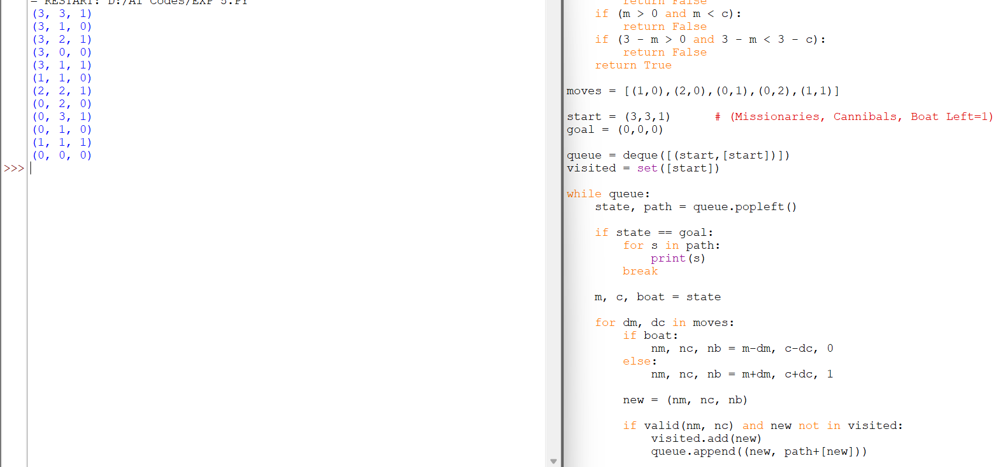 = RESTART: D:/AI Codes/EXP 5.PY
(3, 3, 1)
(3, 1, 0)
(3, 2, 1)
(3, 0, 0)
(3, 1, 1)
(1, 1, 0)
(2, 2, 1)
(0, 2, 0)
(0, 3, 1)
(0, 1, 0)
(1, 1, 1)
(0, 0, 0)
>>>
        return False
    if (m > 0 and m < c):
        return False
    if (3 - m > 0 and 3 - m < 3 - c):
        return False
    return True
moves = [(1,0),(2,0),(0,1),(0,2),(1,1)]
start = (3,3,1)      # (Missionaries, Cannibals, Boat Left=1)
goal = (0,0,0)
queue = deque([(start,[start])])
visited = set([start])
while queue:
    state, path = queue.popleft()
    if state == goal:
        for s in path:
            print(s)
        break
    m, c, boat = state
    for dm, dc in moves:
        if boat:
            nm, nc, nb = m-dm, c-dc, 0
        else:
            nm, nc, nb = m+dm, c+dc, 1
        new = (nm, nc, nb)
        if valid(nm, nc) and new not in visited:
            visited.add(new)
            queue.append((new, path+[new]))